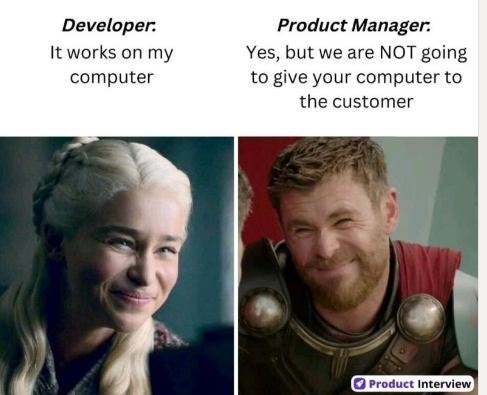 Developer:
It works on my
computer
Product Manager:
Yes, but we are NOT going
to give your computer to
the customer
Product Interview